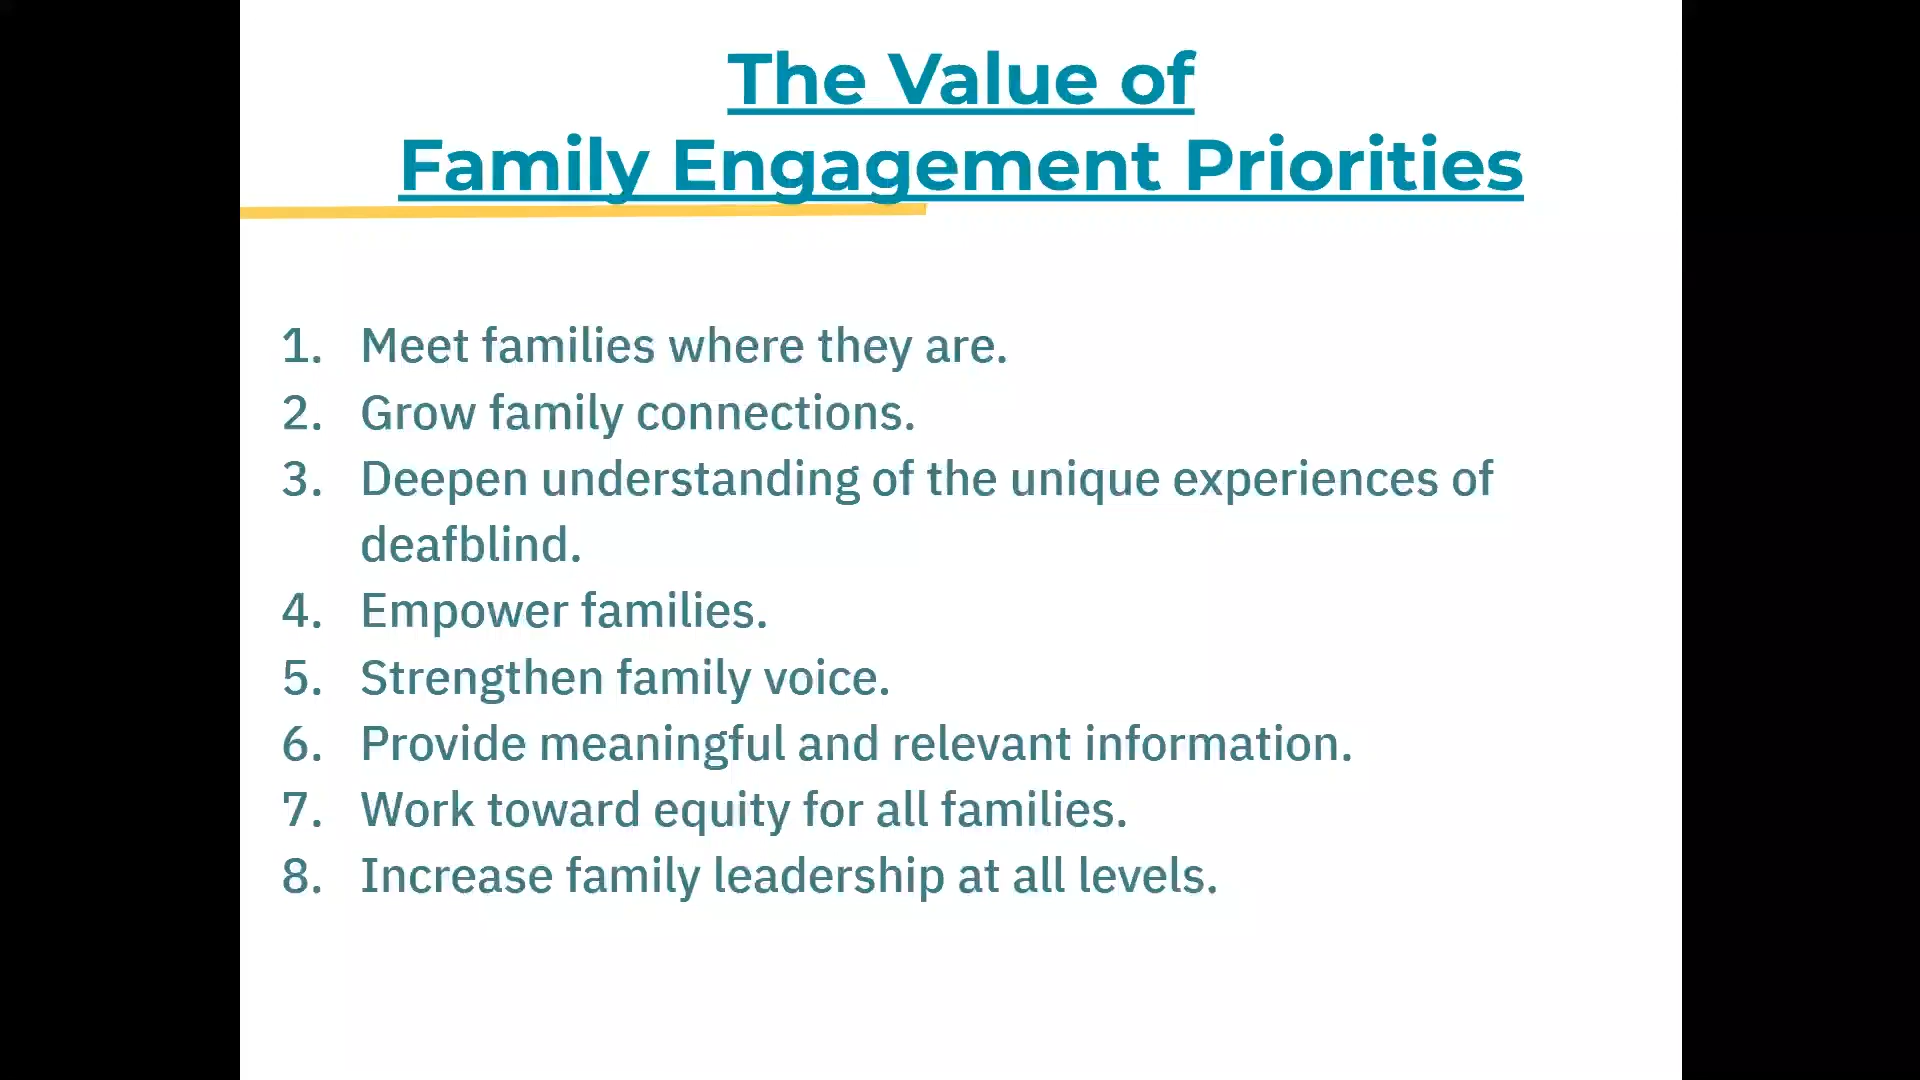 The Value of
Family Engagement Priorities
1. Meet families where they are.
2. Grow family connections.
3. Deepen understanding of the unique experiences of
deafblind.
4. Empower families.
5. Strengthen family voice.
6. Provide meaningful and relevant information.
7. Work toward equity for all families.
8. Increase family leadership at all levels.